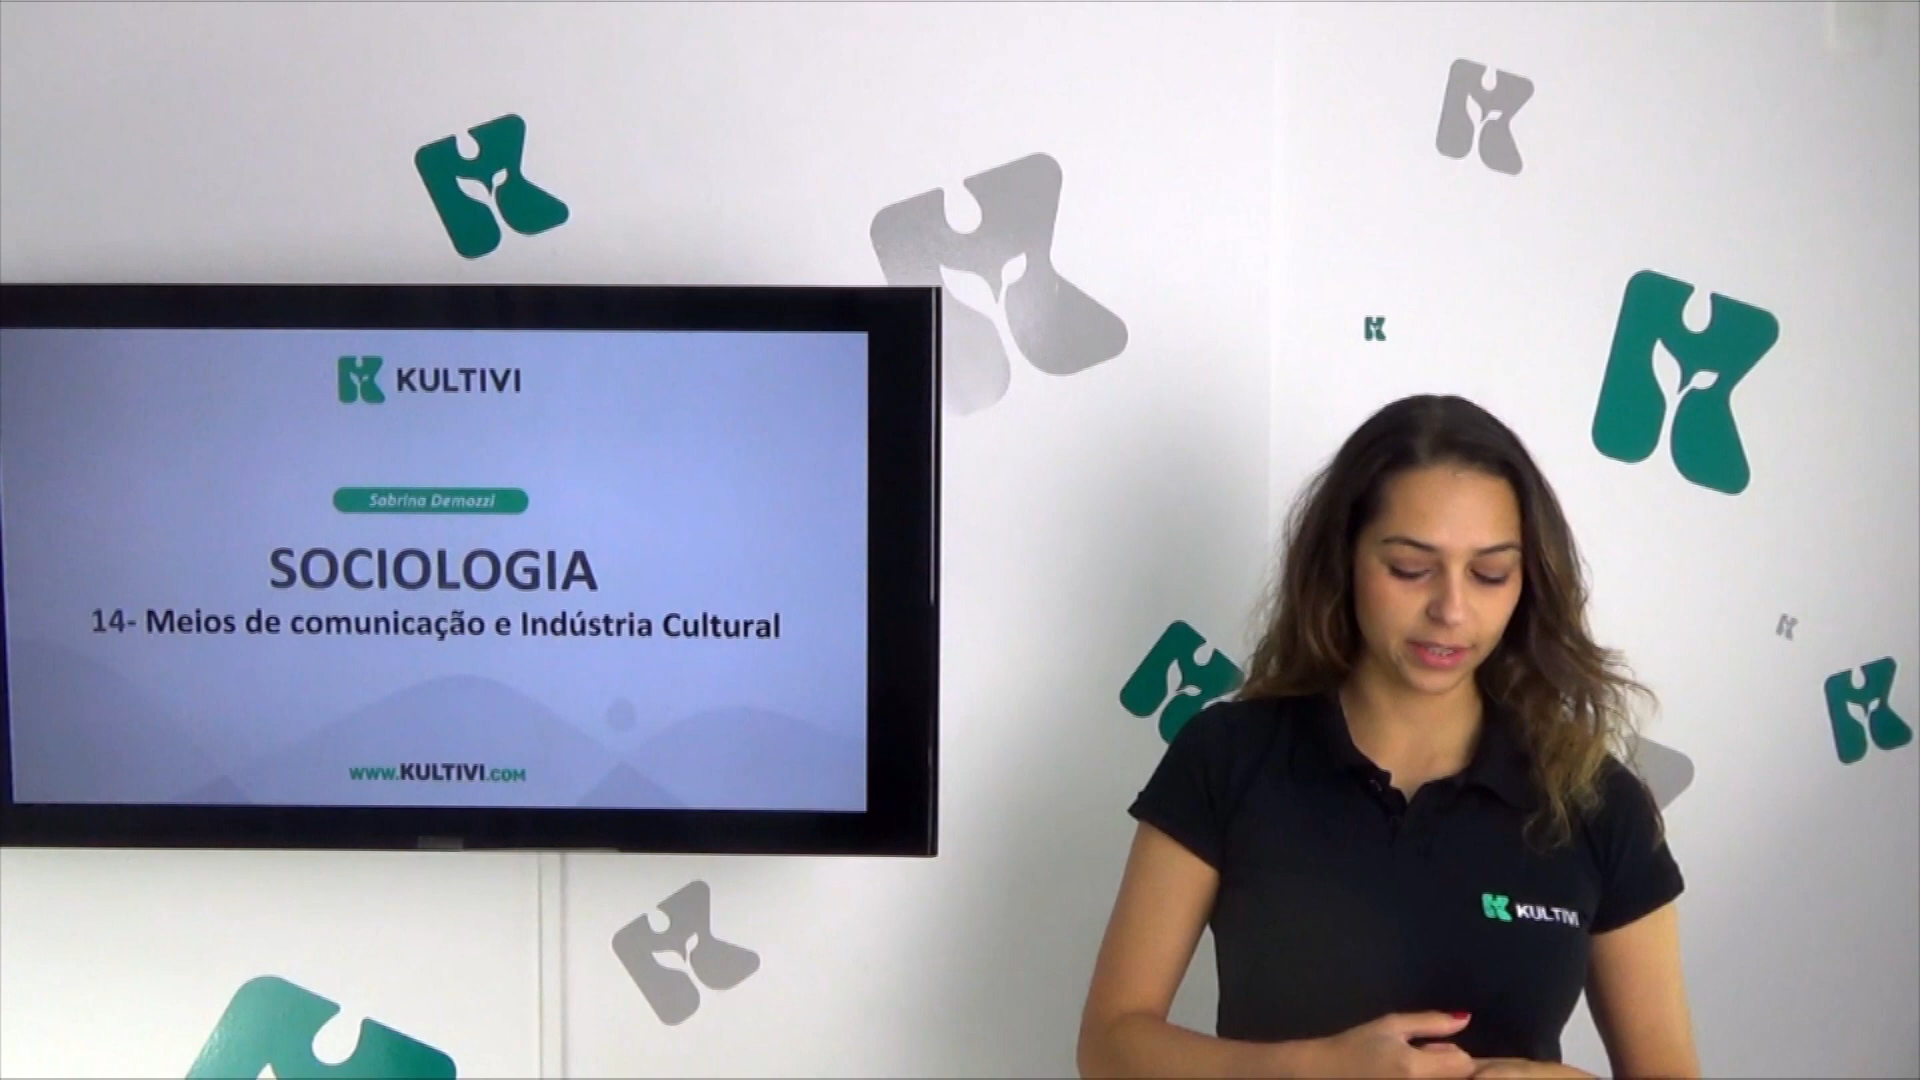 KULTIVI
Sabrina Demozzi
SOCIOLOGIA
14- Meios de comunicação e Indústria Cultural
WWW.KULTIVI.COM
KULTIVI